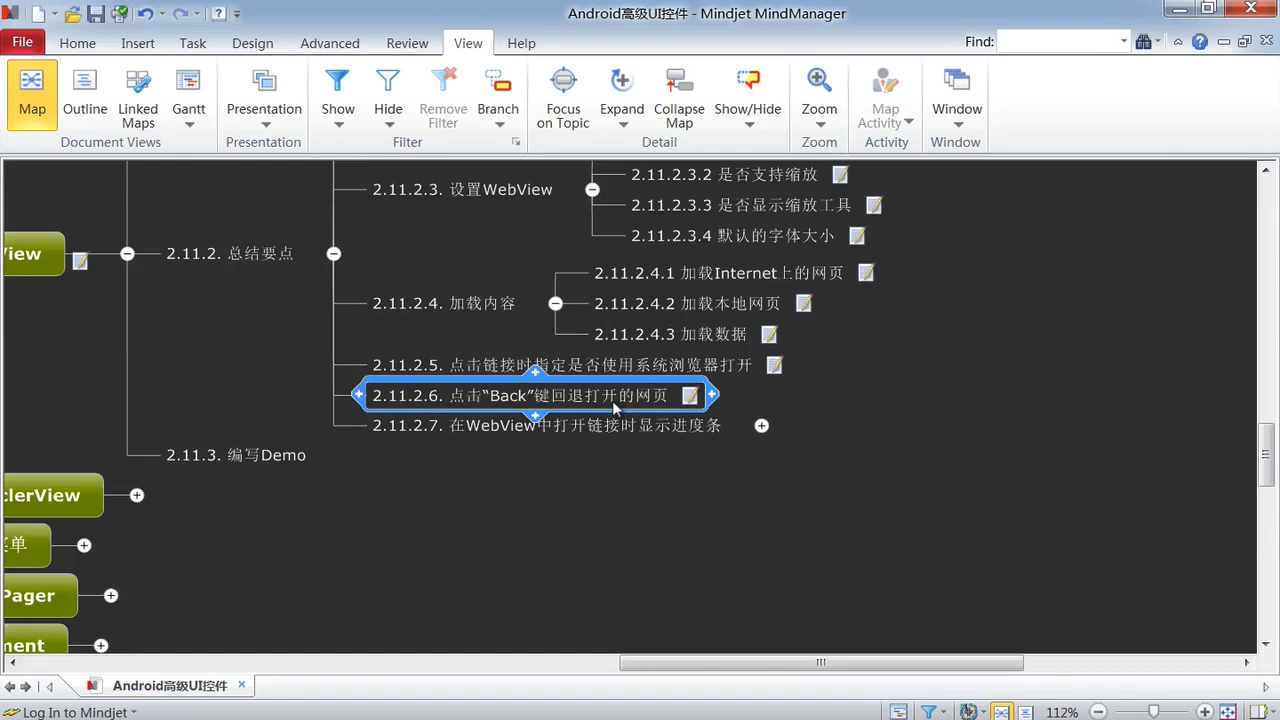 Android高级UI控件 - Mindjet MindManager
File Home Insert Task Design Advanced Review View Help Find:
Map Outline Linked Maps Gantt Presentation Show Hide Remove Filter Branch Focus on Topic Expand Collapse Map Show/Hide Zoom Map Activity Window
Document Views Presentation Filter Detail Zoom Activity Window
2.11.2.3.2 是否支持缩放
2.11.2.3. 设置WebView
2.11.2.3.3 是否显示缩放工具
2.11.2.3.4 默认的字体大小
View
2.11.2. 总结要点
2.11.2.4.1 加载Internet上的网页
2.11.2.4. 加载内容
2.11.2.4.2 加载本地网页
2.11.2.4.3 加载数据
2.11.2.5. 点击链接时指定是否使用系统浏览器打开
2.11.2.6. 点击“Back”键回退打开的网页
2.11.2.7. 在WebView中打开链接时显示进度条
2.11.3. 编写Demo
clerView
菜单
Pager
ment
Android高级UI控件
Log In to Mindjet
112%